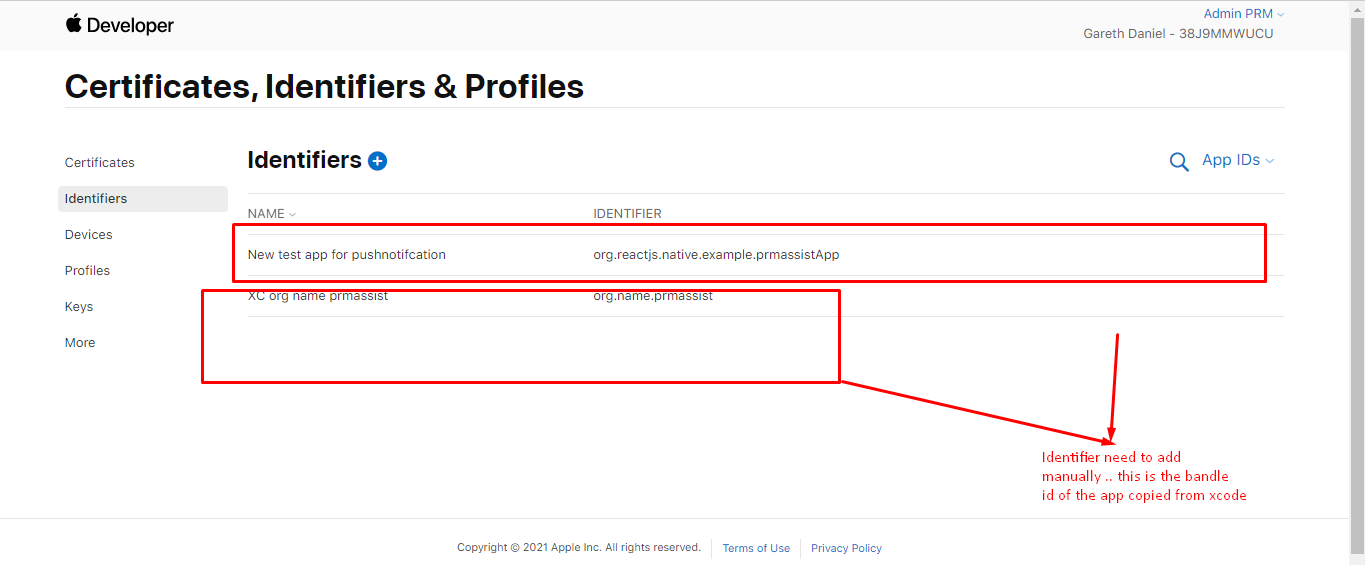 Developer
Admin PRM
Gareth Daniel - 38J9MMWUCU
Certificates, Identifiers & Profiles
Certificates
Identifiers
Devices
Profiles
Keys
More
Identifiers
App IDs
NAME IDENTIFIER
New test app for pushnotifcation org.reactjs.native.example.prmassistApp
XC org name prmassist org.name.prmassist
Identifier need to add
manually .. this is the bandle
id of the app copied from xcode
Copyright © 2021 Apple Inc. All rights reserved. Terms of Use Privacy Policy